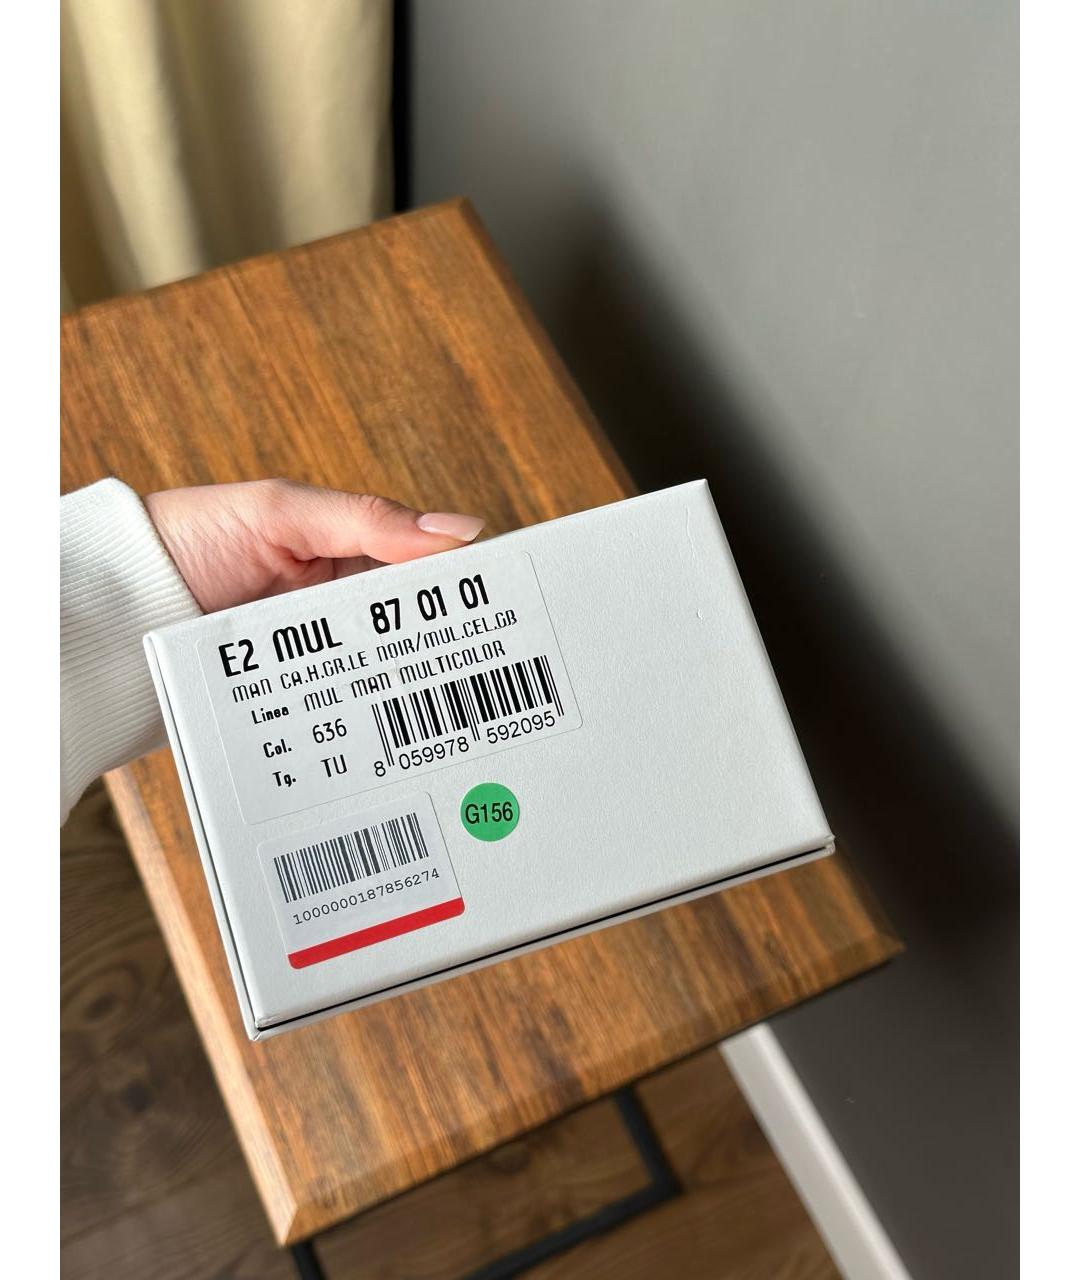 E2 MUL 87 01 01
MAN CA.H.GR.LE NOIR/MUL.CEL.GB
Linea MUL MAN MULTICOLOR
Col. 636
Tg. TU
8 059978 592095
G156
1000000187856274